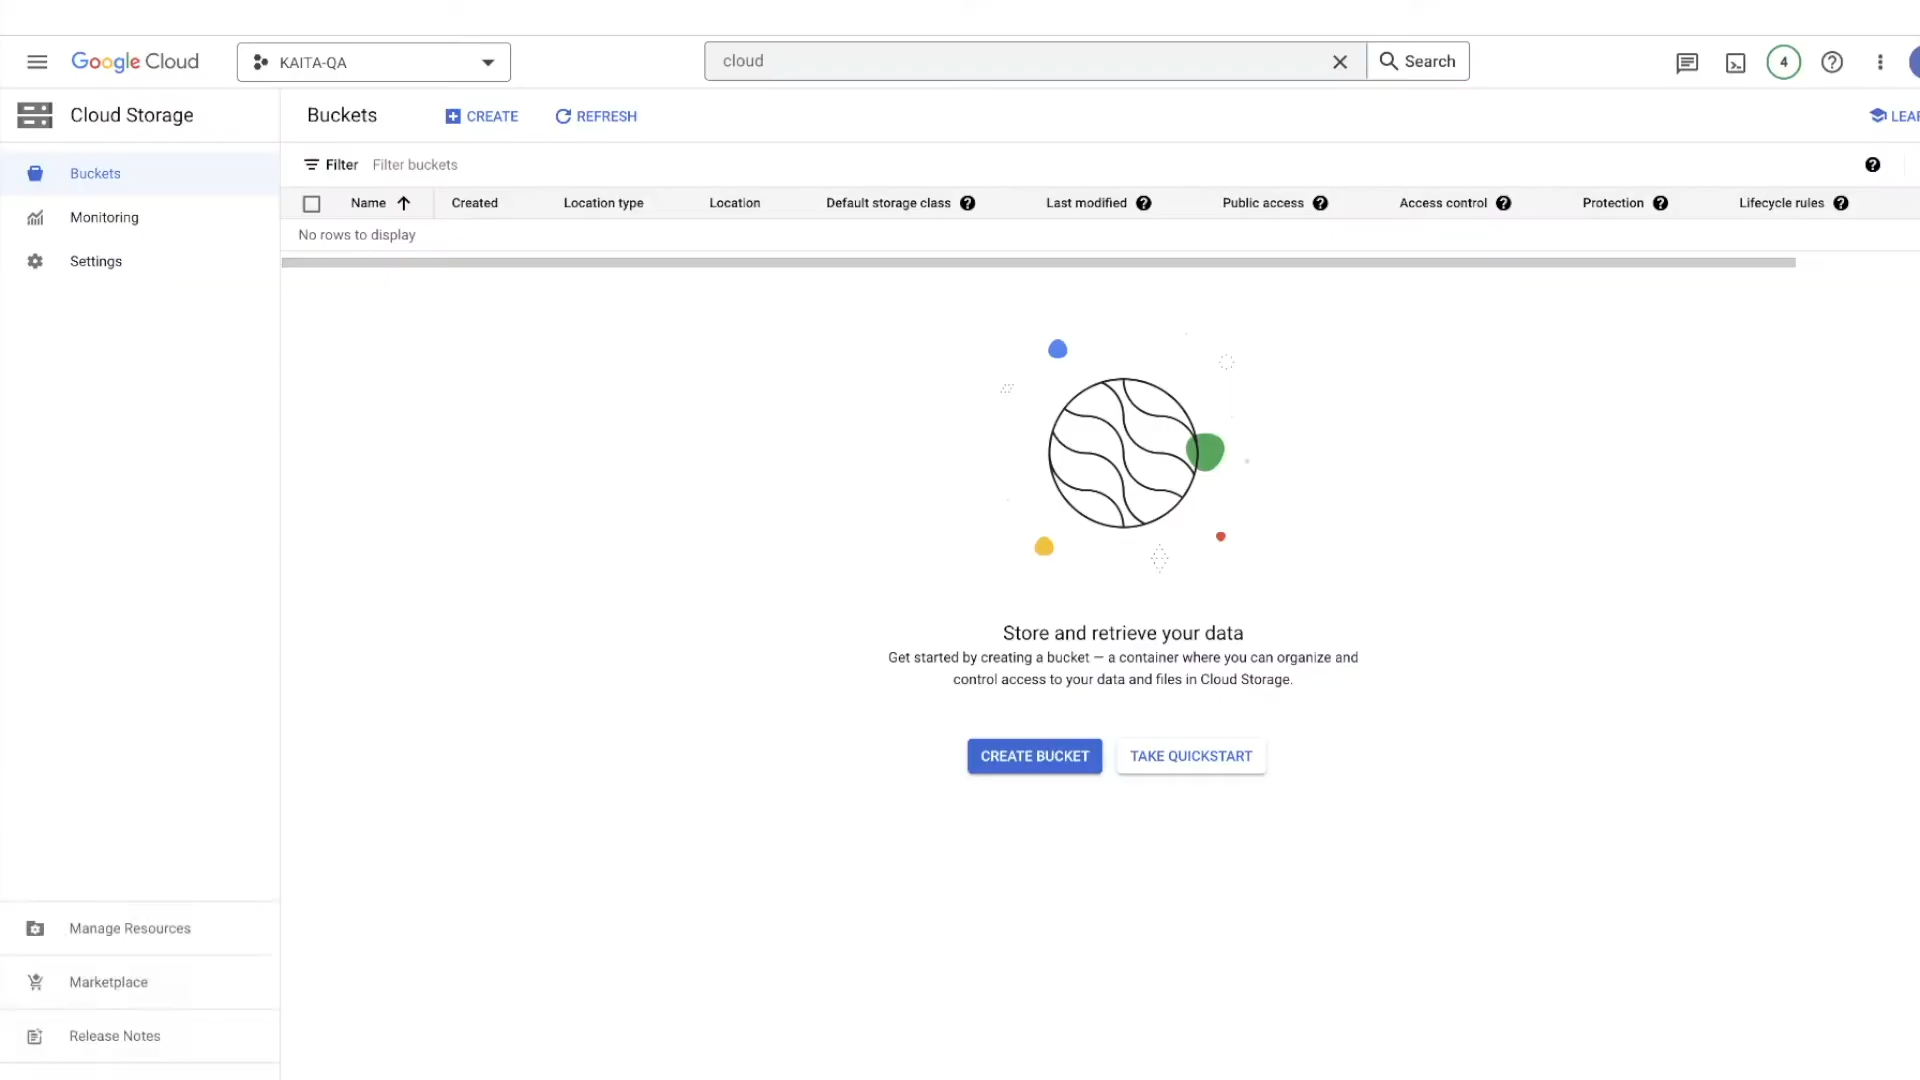 Google Cloud
KAITA-QA
cloud
Search
4
Cloud Storage
Buckets
CREATE
REFRESH
LEAR
Buckets
Monitoring
Settings
Filter Filter buckets
Name Created Location type Location Default storage class Last modified Public access Access control Protection Lifecycle rules
No rows to display
Store and retrieve your data
Get started by creating a bucket — a container where you can organize and
control access to your data and files in Cloud Storage.
CREATE BUCKET
TAKE QUICKSTART
Manage Resources
Marketplace
Release Notes